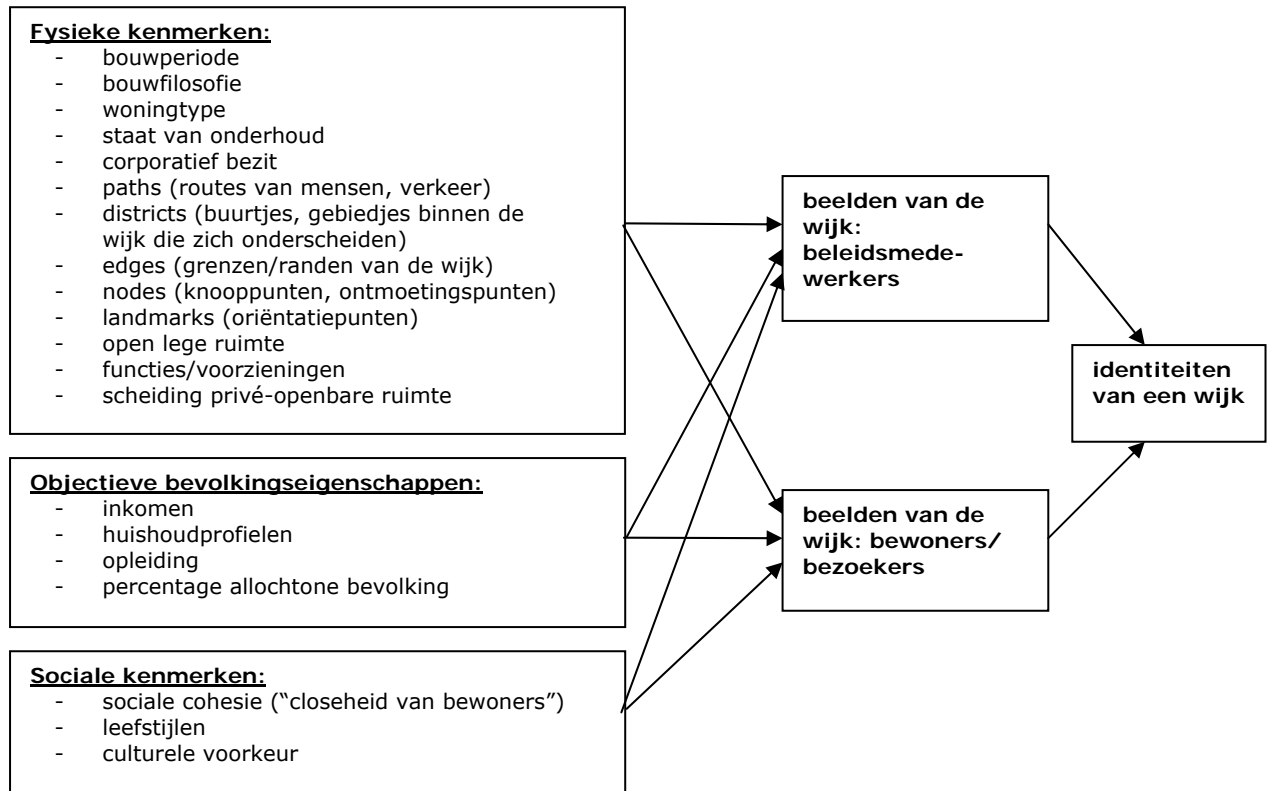 Fysieke kenmerken:
- bouwperiode
- bouwfilosofie
- woningtype
- staat van onderhoud
- corporatief bezit
- paths (routes van mensen, verkeer)
- districts (buurtjes, gebiedjes binnen de
wijk die zich onderscheiden)
- edges (grenzen/randen van de wijk)
- nodes (knooppunten, ontmoetingspunten)
- landmarks (oriëntatiepunten)
- open lege ruimte
- functies/voorzieningen
- scheiding privé-openbare ruimte
Objectieve bevolkingseigenschappen:
- inkomen
- huishoudprofielen
- opleiding
- percentage allochtone bevolking
Sociale kenmerken:
- sociale cohesie (“closeheid van bewoners”)
- leefstijlen
- culturele voorkeur
beelden van de
wijk:
beleidsmede-
werkers
beelden van de
wijk: bewoners/
bezoekers
identiteiten
van een wijk